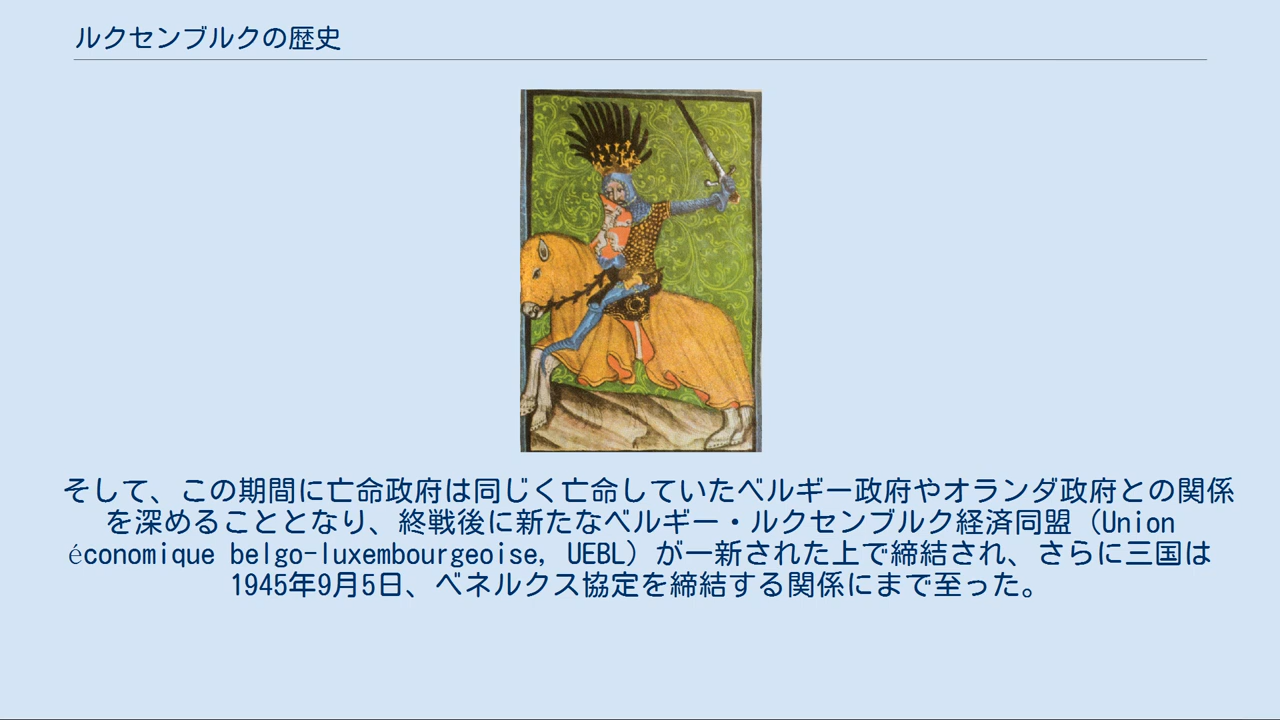 ルクセンブルクの歴史
そして、この期間に亡命政府は同じく亡命していたベルギー政府やオランダ政府との関係
を深めることとなり、終戦後に新たなベルギー・ルクセンブルク経済同盟（Union
économique belgo-luxembourgeoise, UEBL）が一新された上で締結され、さらに三国は
1945年9月5日、ベネルクス協定を締結する関係にまで至った。